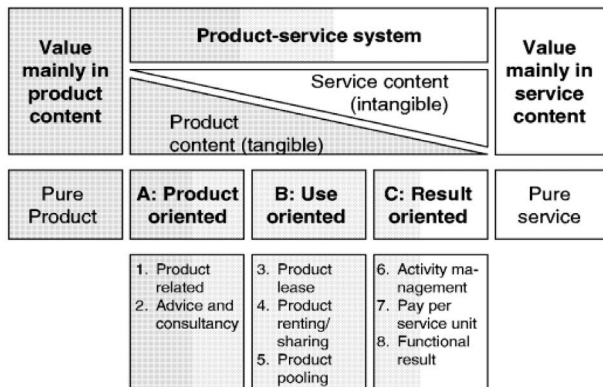 Value
mainly in
product
content
Product-service system
Service content
(intangible)
Product
content (tangible)
Value
mainly in
service
content
Pure
Product
A: Product
oriented
B: Use
oriented
C: Result
oriented
Pure
service
1. Product
related
2. Advice and
consultancy
3. Product
lease
4. Product
renting/
sharing
5. Product
pooling
6. Activity ma-
nagement
7. Pay per
service unit
8. Functional
result